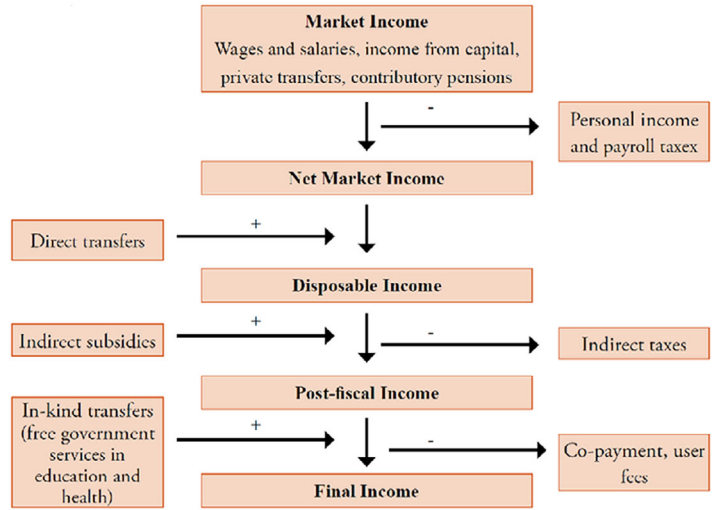 Market Income
Wages and salaries, income from capital,
private transfers, contributory pensions
-
Personal income
and payroll taxex
Net Market Income
+
Direct transfers
Disposable Income
+
Indirect subsidies
-
Indirect taxes
Post-fiscal Income
In-kind transfers
(free government
services in
education and
health)
+
-
Co-payment, user
fees
Final Income